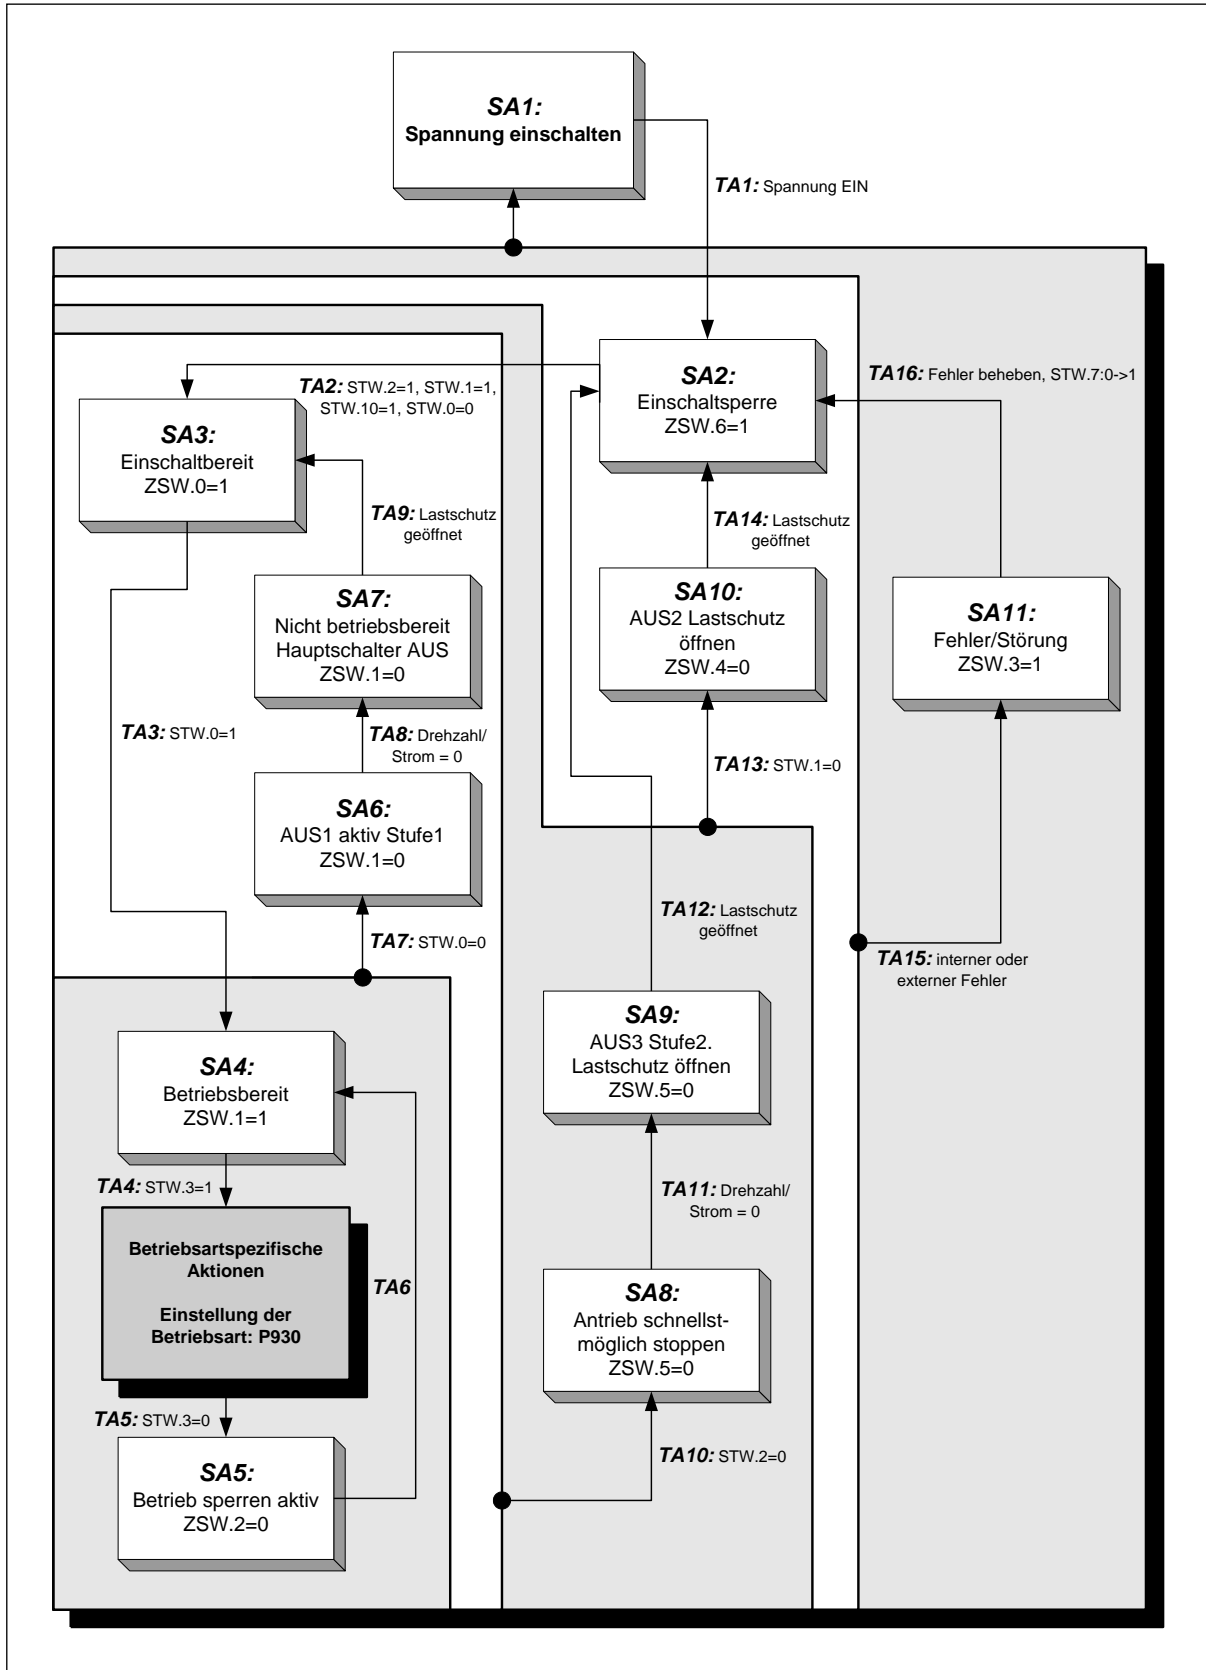 SA1:
Spannung einschalten
TA1: Spannung EIN
SA2:
Einschaltsperre
ZSW.6=1
TA2: STW.2=1, STW.1=1,
STW.10=1, STW.0=0
TA16: Fehler beheben, STW.7:0->1
SA3:
Einschaltbereit
ZSW.0=1
TA9: Lastschutz
geöffnet
TA14: Lastschutz
geöffnet
SA7:
Nicht betriebsbereit
Hauptschalter AUS
ZSW.1=0
SA10:
AUS2 Lastschutz
öffnen
ZSW.4=0
SA11:
Fehler/Störung
ZSW.3=1
TA3: STW.0=1
TA8: Drehzahl/
Strom = 0
TA13: STW.1=0
SA6:
AUS1 aktiv Stufe1
ZSW.1=0
TA12: Lastschutz
geöffnet
TA7: STW.0=0
TA15: interner oder
externer Fehler
SA4:
Betriebsbereit
ZSW.1=1
SA9:
AUS3 Stufe2.
Lastschutz öffnen
ZSW.5=0
TA4: STW.3=1
TA11: Drehzahl/
Strom = 0
Betriebsartspezifische
Aktionen
Einstellung der
Betriebsart: P930
TA6
SA8:
Antrieb schnellst-
möglich stoppen
ZSW.5=0
TA5: STW.3=0
TA10: STW.2=0
SA5:
Betrieb sperren aktiv
ZSW.2=0